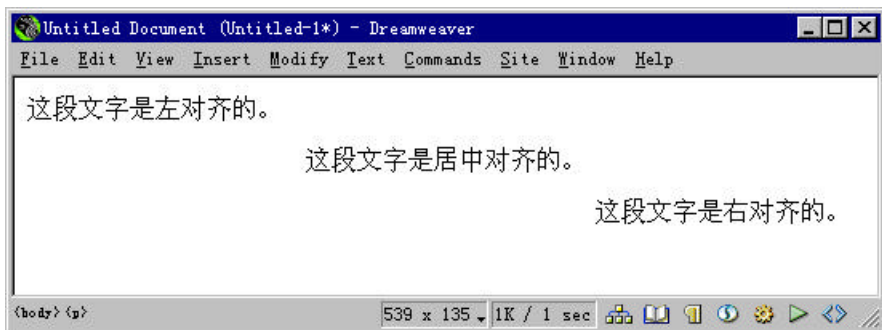 Untitled Document (Untitled-1*) - Dreamweaver
File Edit View Insert Modify Text Commands Site Window Help
这段文字是左对齐的。
这段文字是居中对齐的。
这段文字是右对齐的。
<body> <p> 539 x 135 1K / 1 sec